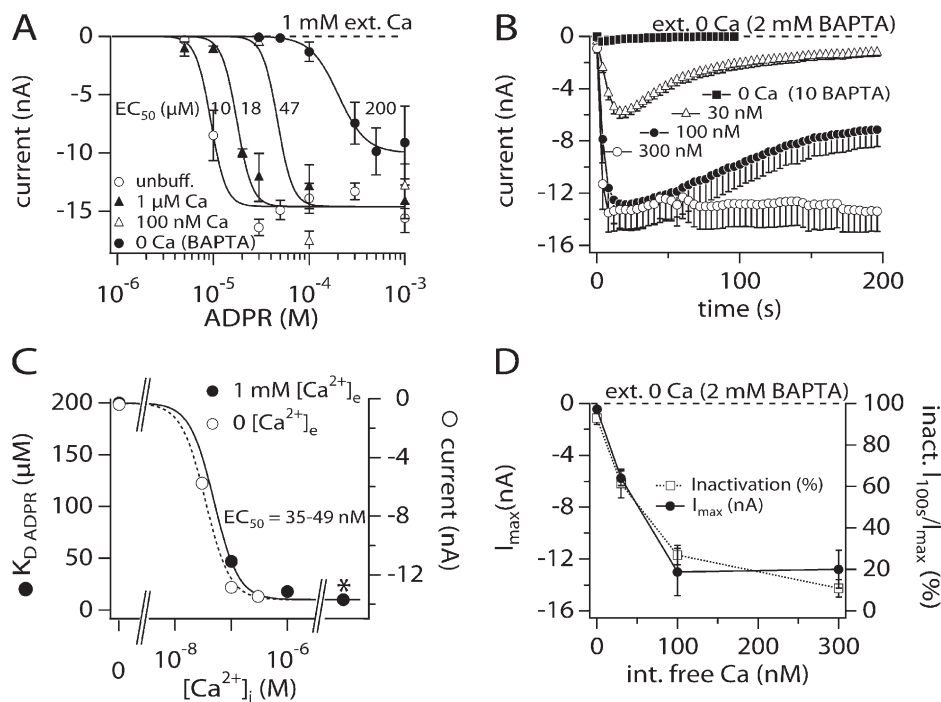 A
1 mM ext. Ca
current (nA)
0
-5
-10
-15
EC50 (μM) 10 18 47 200
unbuff.
1 μM Ca
100 nM Ca
0 Ca (BAPTA)
10⁻⁶ 10⁻⁵ 10⁻⁴ 10⁻³
ADPR (M)
B
ext. 0 Ca (2 mM BAPTA)
current (nA)
0
-4
-8
-12
-16
0 Ca (10 BAPTA)
30 nM
100 nM
300 nM
0 50 100 150 200
time (s)
C
1 mM [Ca²⁺]e
0 [Ca²⁺]e
KD ADPR (μM)
200
150
100
50
0
EC50 = 35-49 nM
*
0
-4
-8
-12
current (nA)
0 10⁻⁸ 10⁻⁶
[Ca²⁺]i (M)
D
ext. 0 Ca (2 mM BAPTA)
Imax(nA)
0
-4
-8
-12
-16
Inactivation (%)
Imax (nA)
100
80
60
40
20
0
inact. I100s/Imax (%)
0 100 200 300
int. free Ca (nM)